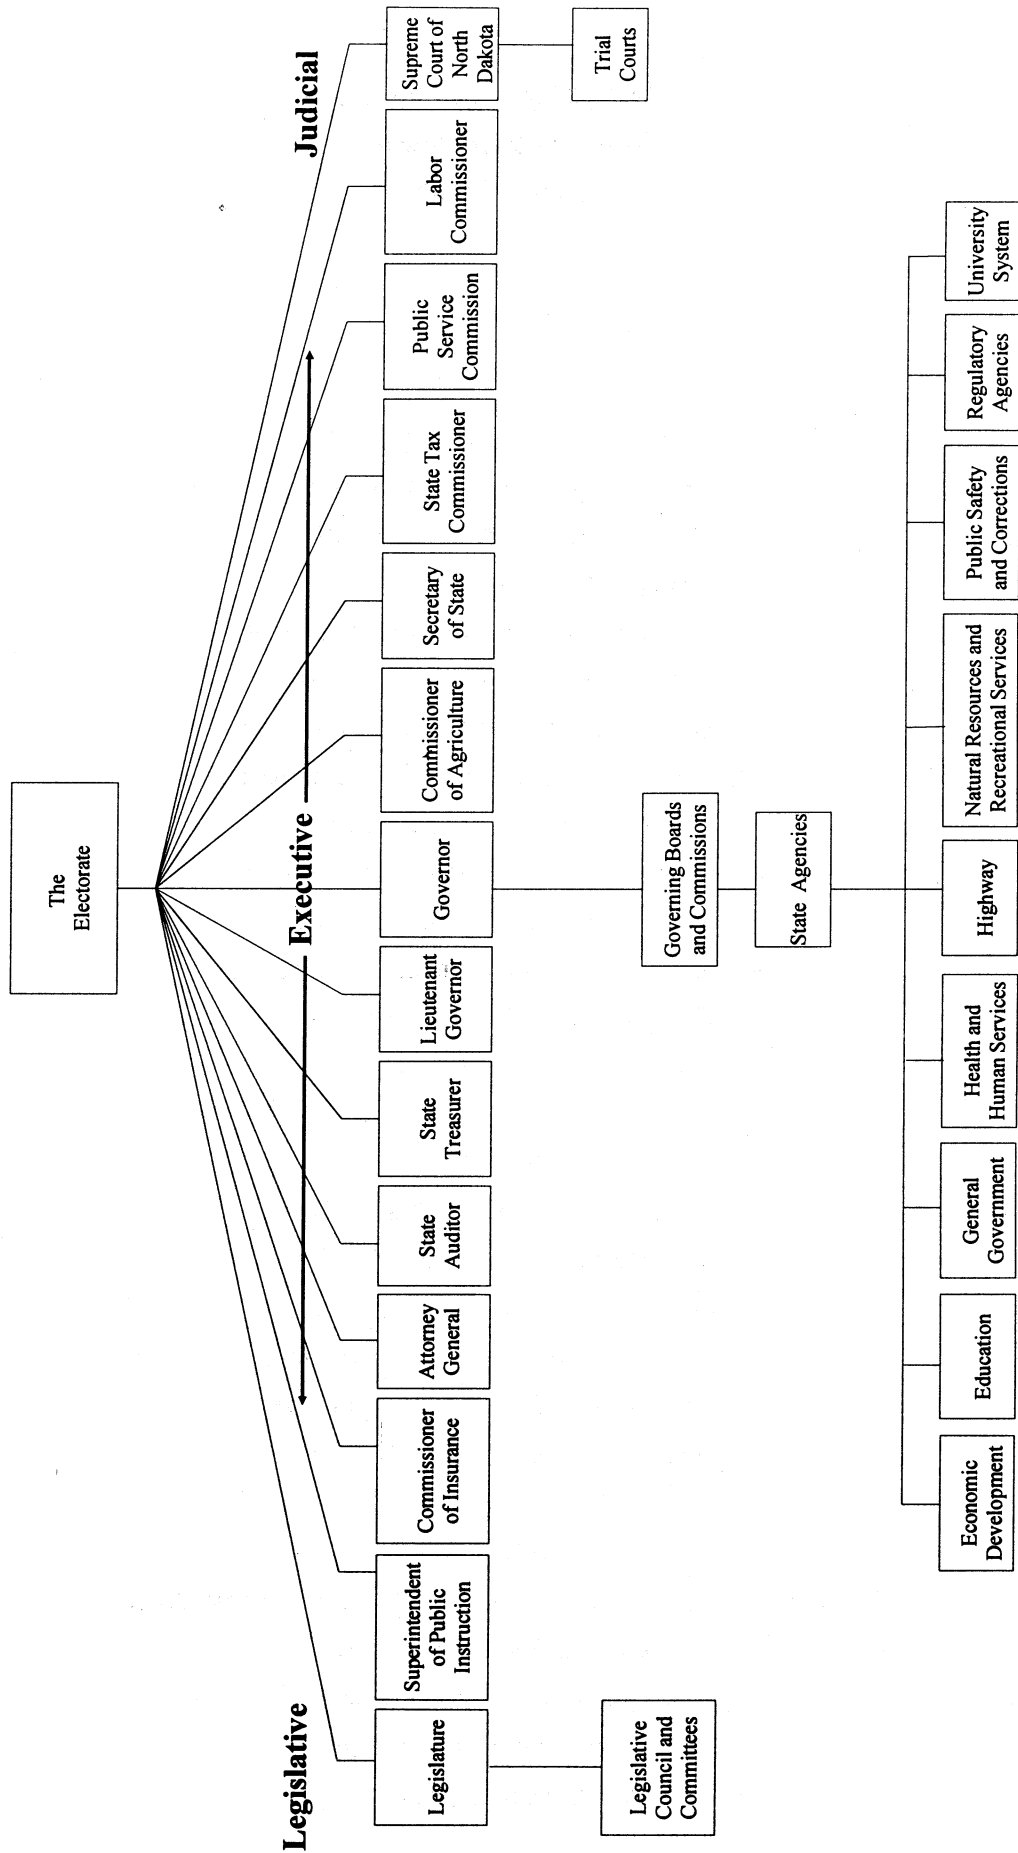 The
Electorate
Legislative
Executive
Judicial
Legislature
Superintendent
of Public
Instruction
Commissioner
of Insurance
Attorney
General
State
Auditor
State
Treasurer
Lieutenant
Governor
Governor
Commissioner
of Agriculture
Secretary
of State
State Tax
Commissioner
Public
Service
Commission
Labor
Commissioner
Supreme
Court of
North
Dakota
Legislative
Council and
Committees
Governing Boards
and Commissions
Trial
Courts
State Agencies
Economic
Development
Education
General
Government
Health and
Human Services
Highway
Natural Resources and
Recreational Services
Public Safety
and Corrections
Regulatory
Agencies
University
System